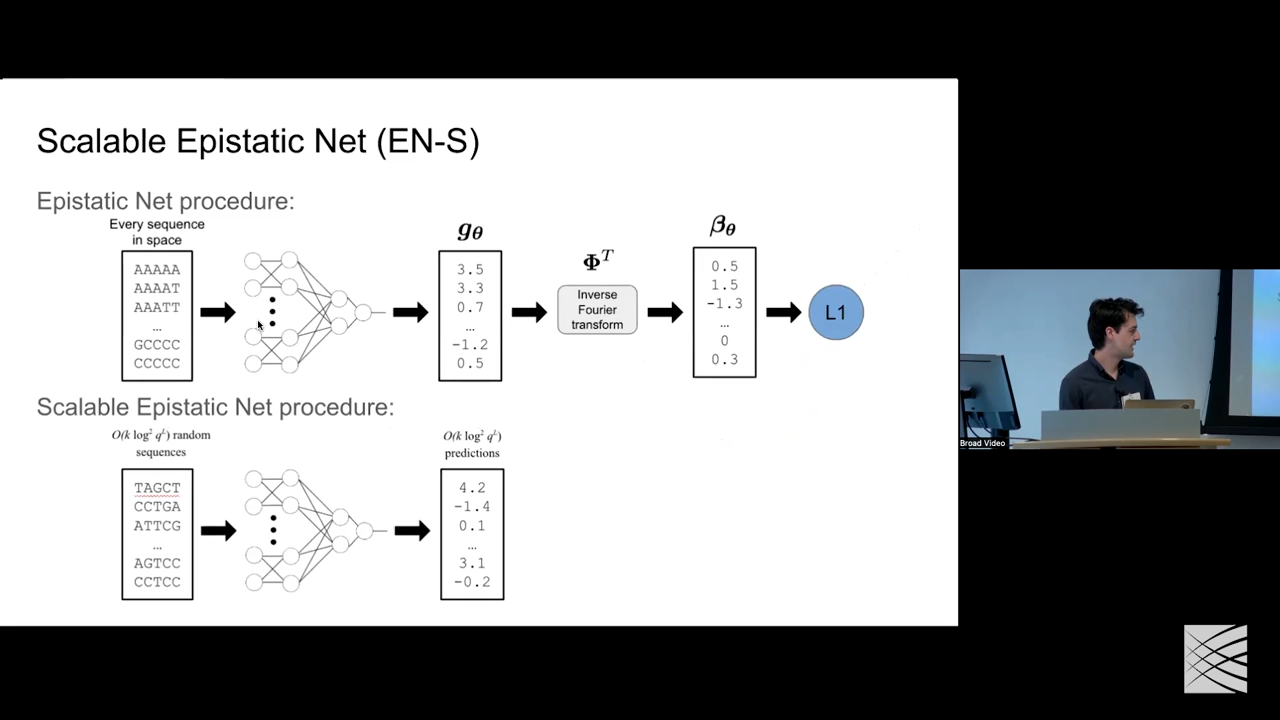 Scalable Epistatic Net (EN-S)
Epistatic Net procedure:
Every sequence
in space
AAAAA
AAAAT
AAATT
...
GCCCC
CCCCC
g_θ
3.5
3.3
0.7
...
-1.2
0.5
Φ^T
Inverse
Fourier
transform
β_θ
0.5
1.5
-1.3
...
0
0.3
L1
Scalable Epistatic Net procedure:
O(k log² q^L) random
sequences
TAGCT
CCTGA
ATTCG
...
AGTCC
CCTCC
O(k log² q^L)
predictions
4.2
-1.4
0.1
...
3.1
-0.2
Broad Video